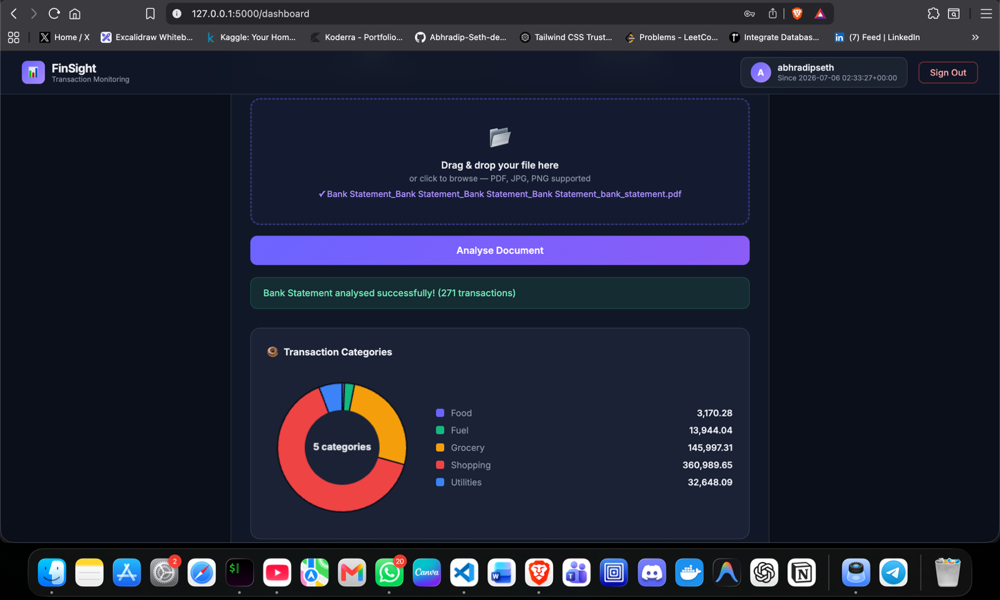 127.0.0.1:5000/dashboard
Home / X
Excalidraw Whiteb...
Kaggle: Your Hom...
Koderra - Portfolio...
Abhradip-Seth-de...
Tailwind CSS Trust...
Problems - LeetCo...
Integrate Databas...
(7) Feed | LinkedIn
FinSight
Transaction Monitoring
A
abhradipseth
Since 2026-07-06 02:33:27+00:00
Sign Out
Drag & drop your file here
or click to browse — PDF, JPG, PNG supported
✓ Bank Statement_Bank Statement_Bank Statement_Bank Statement_bank_statement.pdf
Analyse Document
Bank Statement analysed successfully! (271 transactions)
Transaction Categories
5 categories
Food 3,170.28
Fuel 13,944.04
Grocery 145,997.31
Shopping 360,989.65
Utilities 32,648.09
2
$
20
Canva
W
T
N